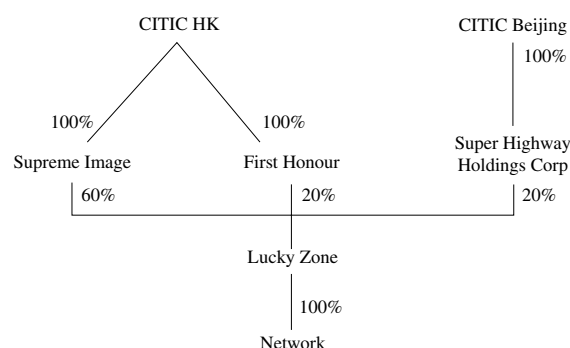 CITIC HK
CITIC Beijing
100%
100%
100%
Supreme Image
First Honour
Super Highway
Holdings Corp
60%
20%
20%
Lucky Zone
100%
Network